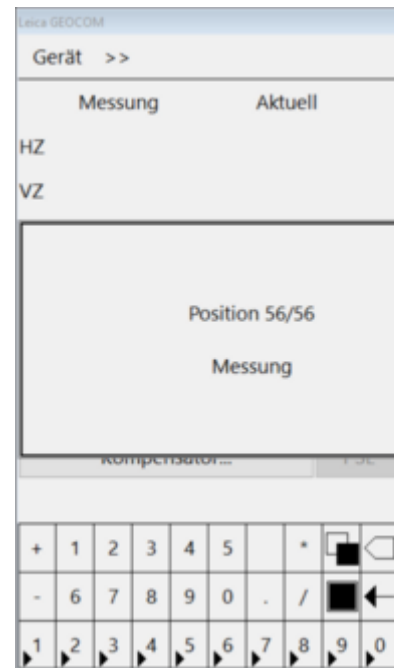 Leica GEOCOM
Gerät >>
Messung Aktuell
HZ
VZ
Position 56/56
Messung
Kompensator...
+ 1 2 3 4 5 *
- 6 7 8 9 0 . /
1 2 3 4 5 6 7 8 9 0